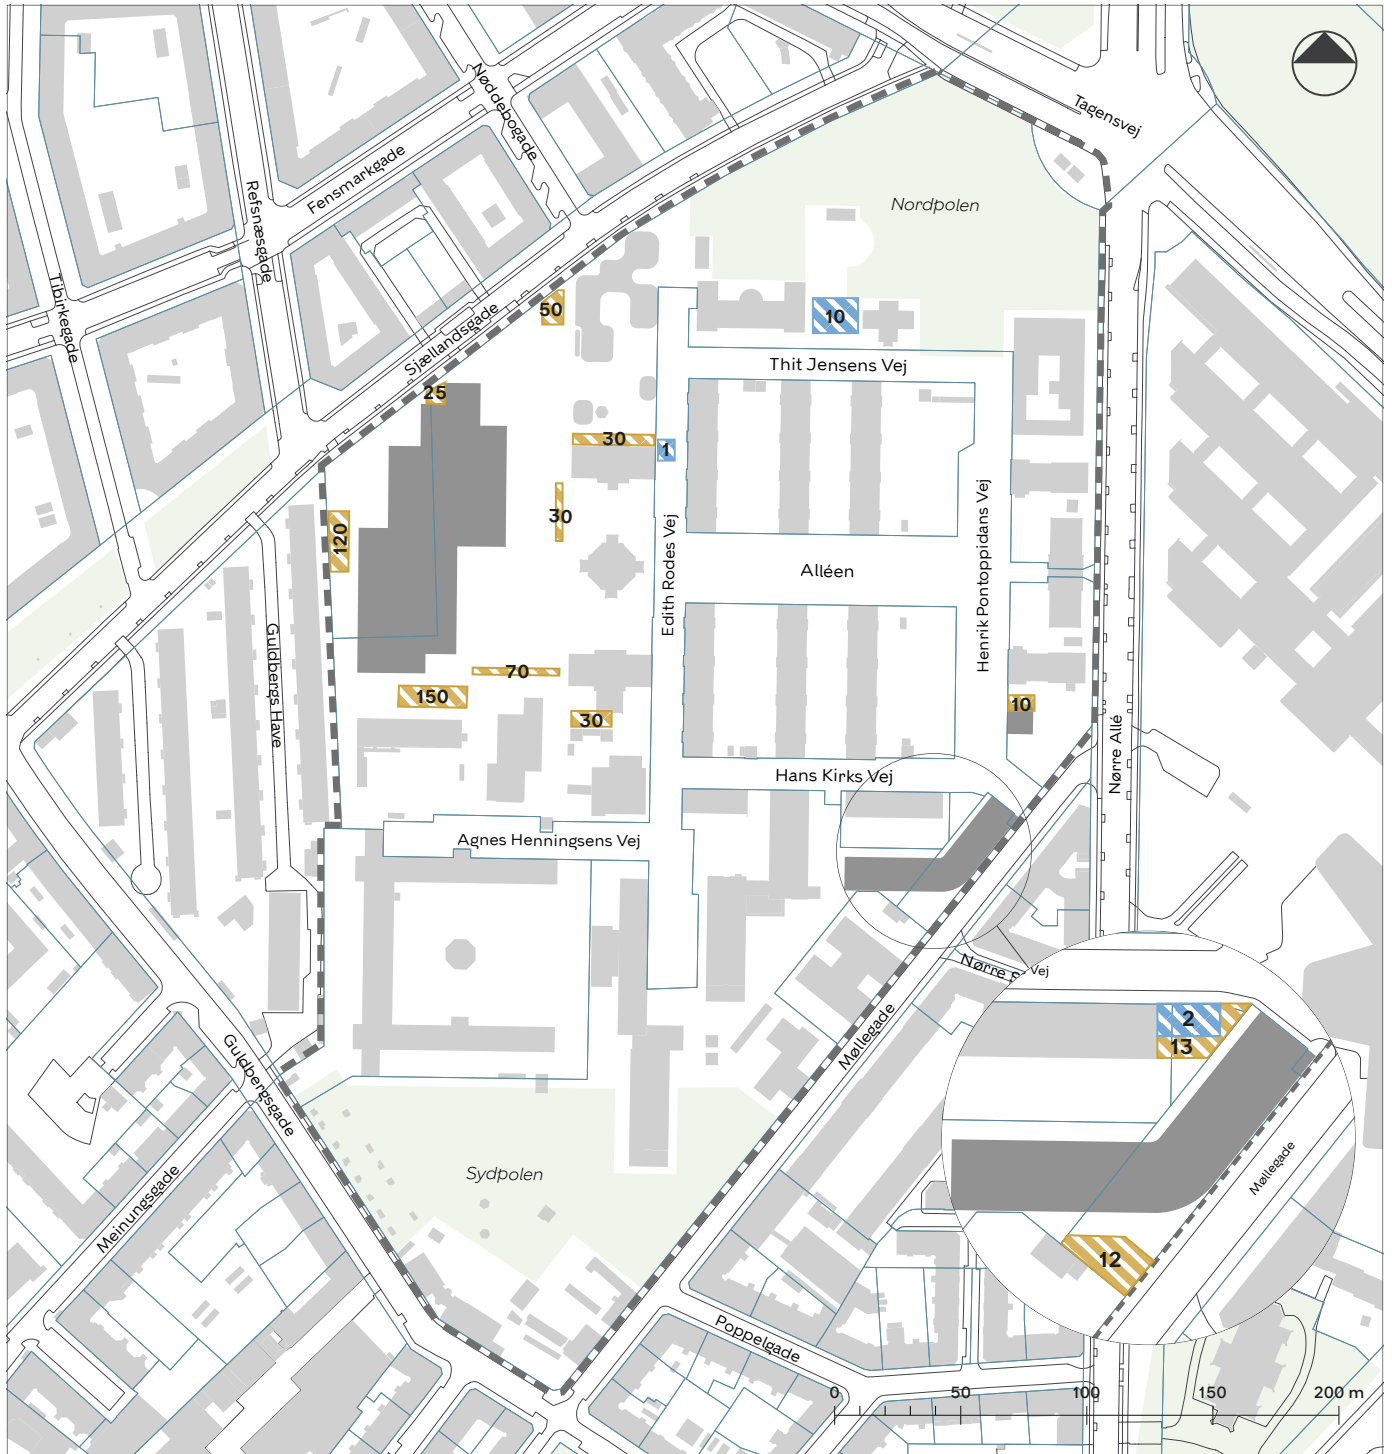 Nøddebogade
Tagensvej
Fensmarkgade
Refsnæsgade
Nordpolen
Tibirkegade
50
10
Sjællandsgade
Thit Jensens Vej
25
30
1
120
30
Edith Rodes Vej
Alléen
Henrik Pontoppidans Vej
Guldbergs Have
70
150
30
10
Nørre Allé
Hans Kirks Vej
Agnes Henningsens Vej
Nørre S
Vej
Møllegade
2
13
Guldbergsgade
Sydpolen
Møllegade
Meinungsgade
12
Poppelgade
0 50 100 150 200 m